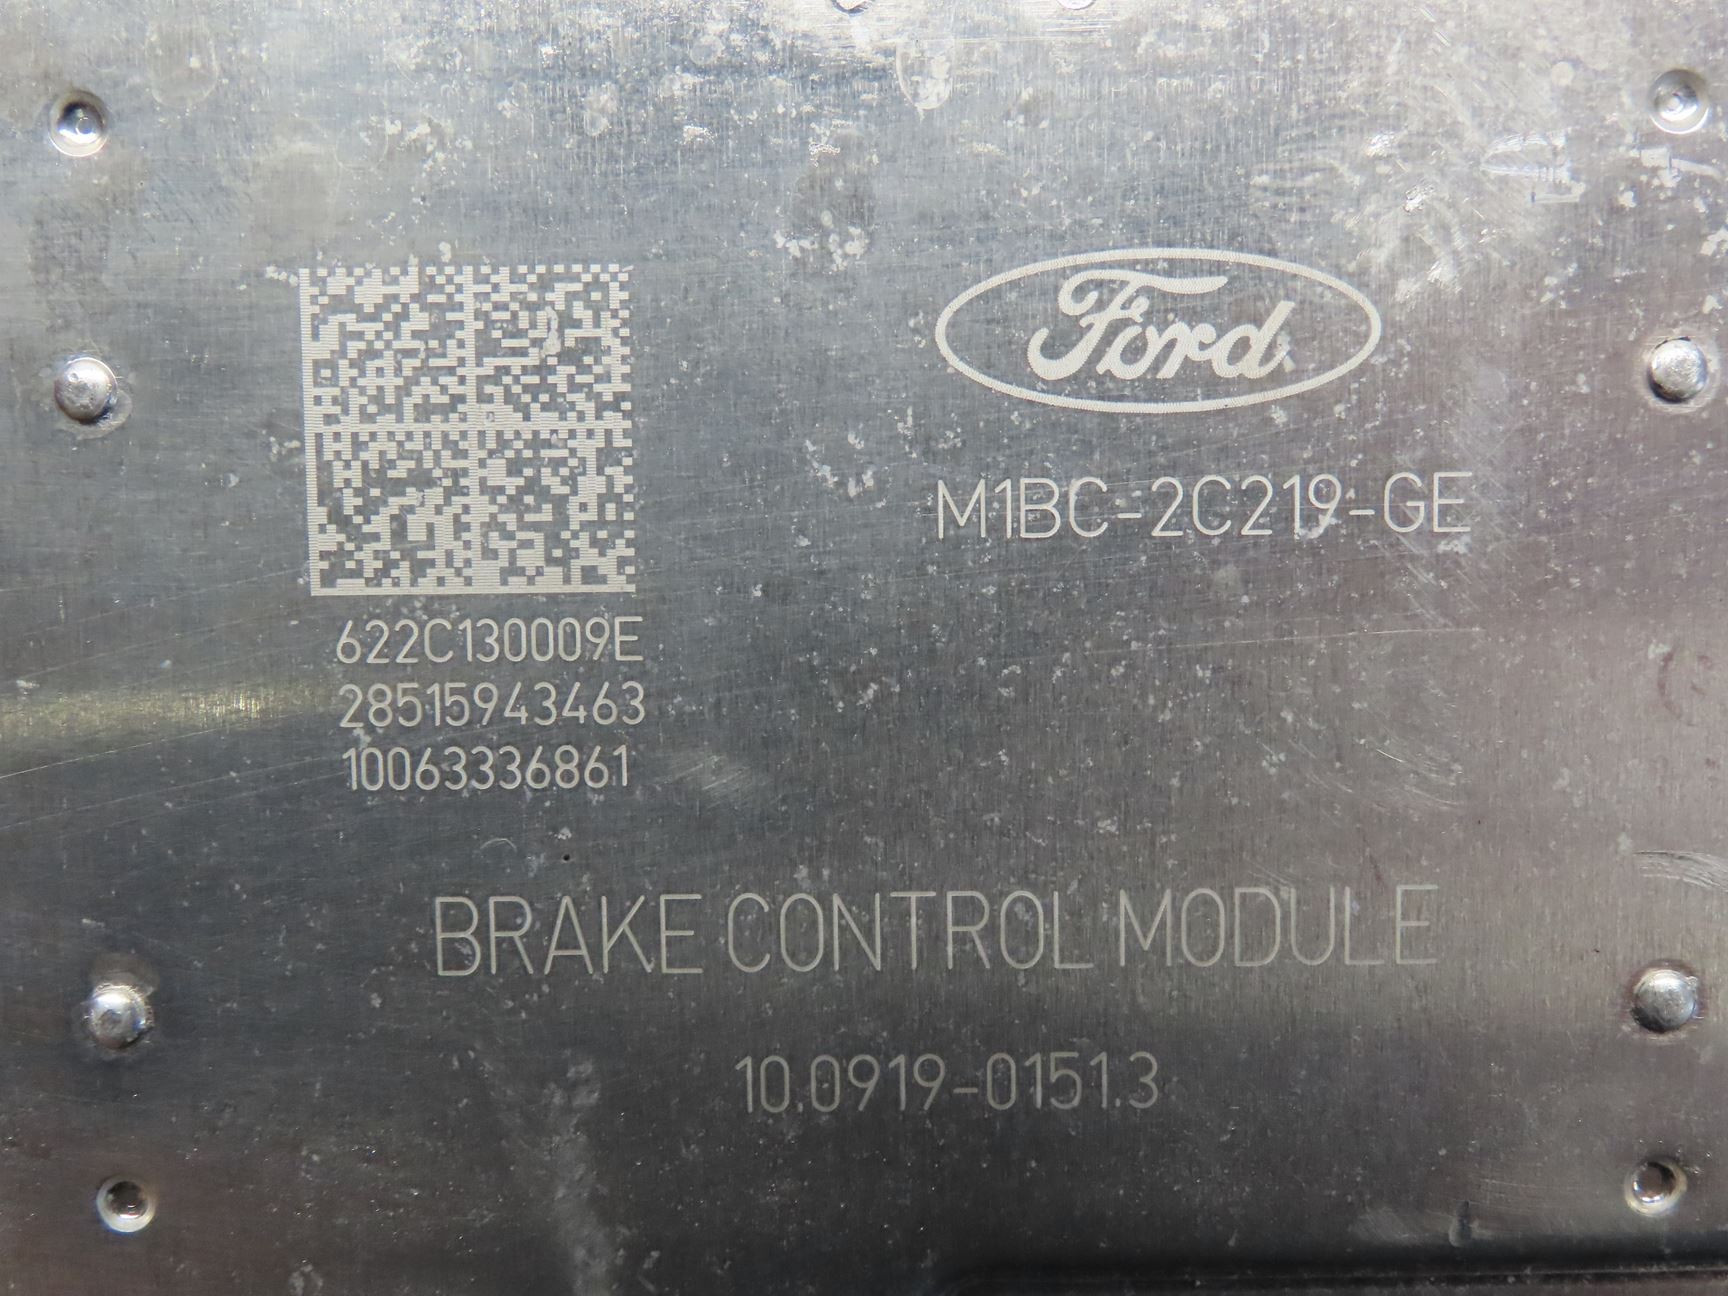 Ford
M1BC-2C219-GE
622C130009E
28515943463
10063336861
BRAKE CONTROL MODULE
10.0919-0151.3